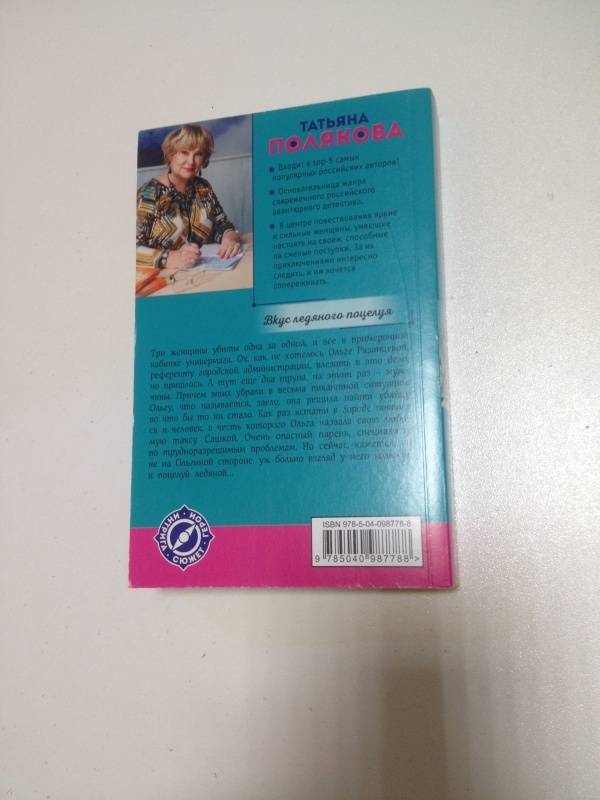 ТАТЬЯНА
ПОЛЯКОВА
• Входит в top-5 самых
популярных российских авторов!
• Основательница жанра
современного российского
авантюрного детектива.
• В центре повествования яркие
и сильные женщины, умеющие
настоять на своем, способные
на смелые поступки. За их
приключениями интересно
следить, и им хочется
сопереживать.
Вкус ледяного поцелуя
Три женщины убиты одна за одной, и все в примерочной
кабинке универмага. Ох, как не хотелось Ольге Рязанцевой,
референту городской администрации, влезать в это дело,
но пришлось. А тут еще два трупа, на этот раз — муж-
чины. Причем этих убрали в весьма пикантной ситуации.
Ольгу, что называется, заело, она решила найти убийцу
во что бы то ни стало. Как раз кстати в городе
ся и человек, в честь которого Ольга назвала свою люби-
мую таксу Сашкой. Очень опасный парень,
по трудноразрешимым проблемам. Но сейчас, кажется, он
не на Ольгиной стороне, уж больно взгляд у него
и поцелуй ледяной...
ГЕРОИ • ИНТРИГА • СЮЖЕТ •
ISBN 978-5-04-098778-8
9 785040 987788 >